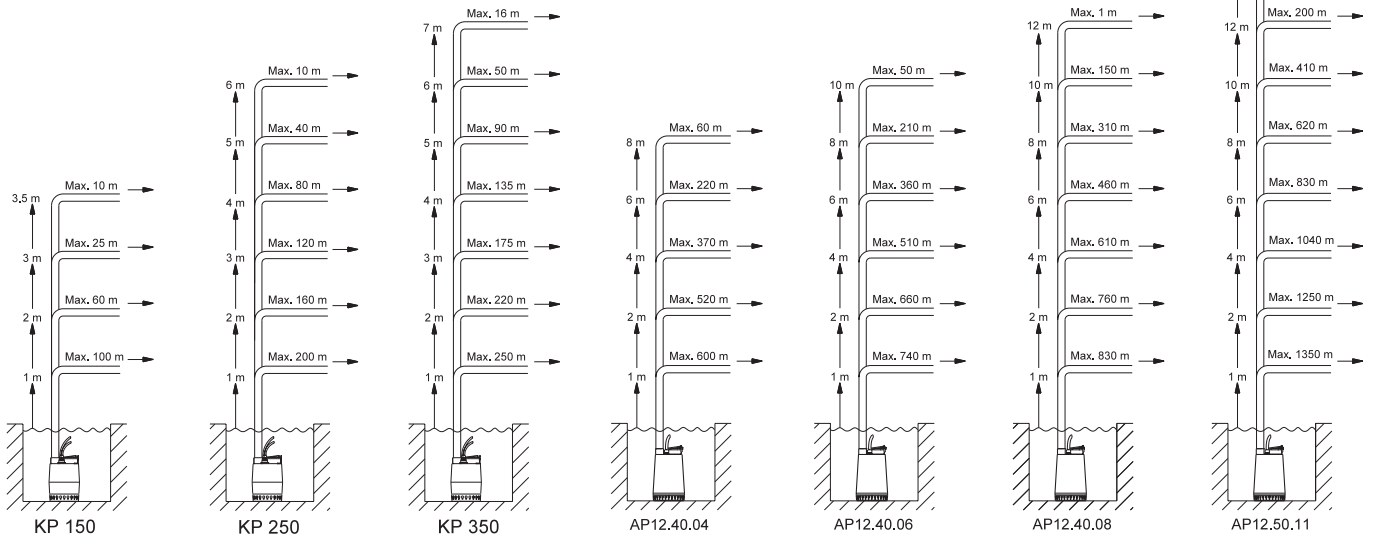 3.5 m
Max. 10 m
3 m
Max. 25 m
2 m
Max. 60 m
1 m
Max. 100 m
KP 150
6 m
Max. 10 m
5 m
Max. 40 m
4 m
Max. 80 m
3 m
Max. 120 m
2 m
Max. 160 m
1 m
Max. 200 m
KP 250
7 m
Max. 16 m
6 m
Max. 50 m
5 m
Max. 90 m
4 m
Max. 135 m
3 m
Max. 175 m
2 m
Max. 220 m
1 m
Max. 250 m
KP 350
8 m
Max. 60 m
6 m
Max. 220 m
4 m
Max. 370 m
2 m
Max. 520 m
1 m
Max. 600 m
AP12.40.04
10 m
Max. 50 m
8 m
Max. 210 m
6 m
Max. 360 m
4 m
Max. 510 m
2 m
Max. 660 m
1 m
Max. 740 m
AP12.40.06
12 m
Max. 1 m
10 m
Max. 150 m
8 m
Max. 310 m
6 m
Max. 460 m
4 m
Max. 610 m
2 m
Max. 760 m
1 m
Max. 830 m
AP12.40.08
12 m
Max. 200 m
10 m
Max. 410 m
8 m
Max. 620 m
6 m
Max. 830 m
4 m
Max. 1040 m
2 m
Max. 1250 m
1 m
Max. 1350 m
AP12.50.11